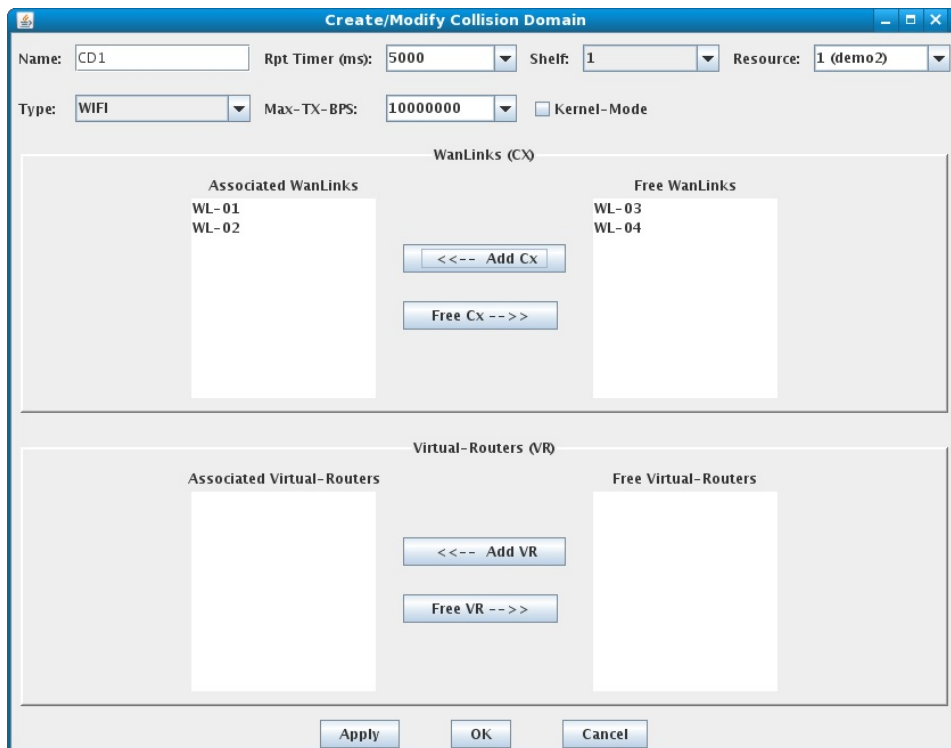 Create/Modify Collision Domain
Name: CD1 Rpt Timer (ms): 5000 Shelf: 1 Resource: 1 (demo2)
Type: WIFI Max-TX-BPS: 10000000 Kernel-Mode
WanLinks (CX)
Associated WanLinks
WL-01
WL-02
<<-- Add Cx
Free Cx -->>
Free WanLinks
WL-03
WL-04
Virtual-Routers (VR)
Associated Virtual-Routers
<<-- Add VR
Free VR -->>
Free Virtual-Routers
Apply OK Cancel